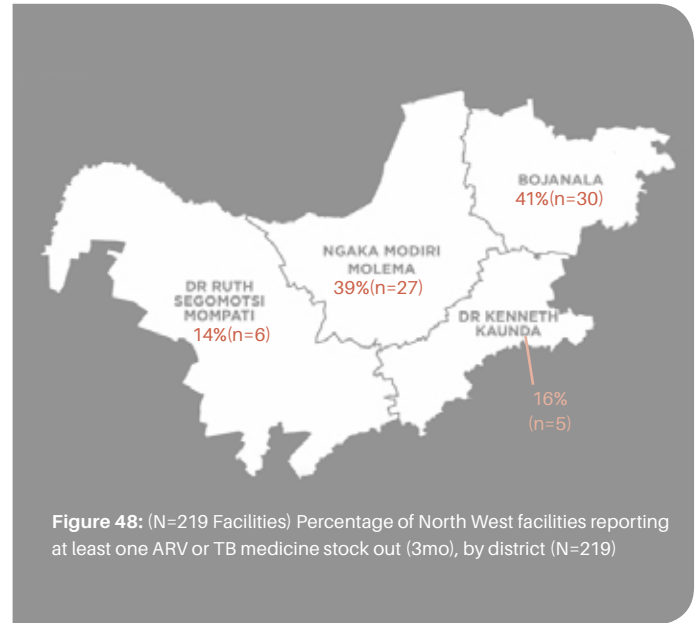 BOJANALA
41%(n=30)
NGAKA MODIRI
MOLEMA
39%(n=27)
DR RUTH
SEGOMOTSI
MOMPATI
14%(n=6)
DR KENNETH
KAUNDA
16%
(n=5)
Figure 48: (N=219 Facilities) Percentage of North West facilities reporting
at least one ARV or TB medicine stock out (3mo), by district (N=219)